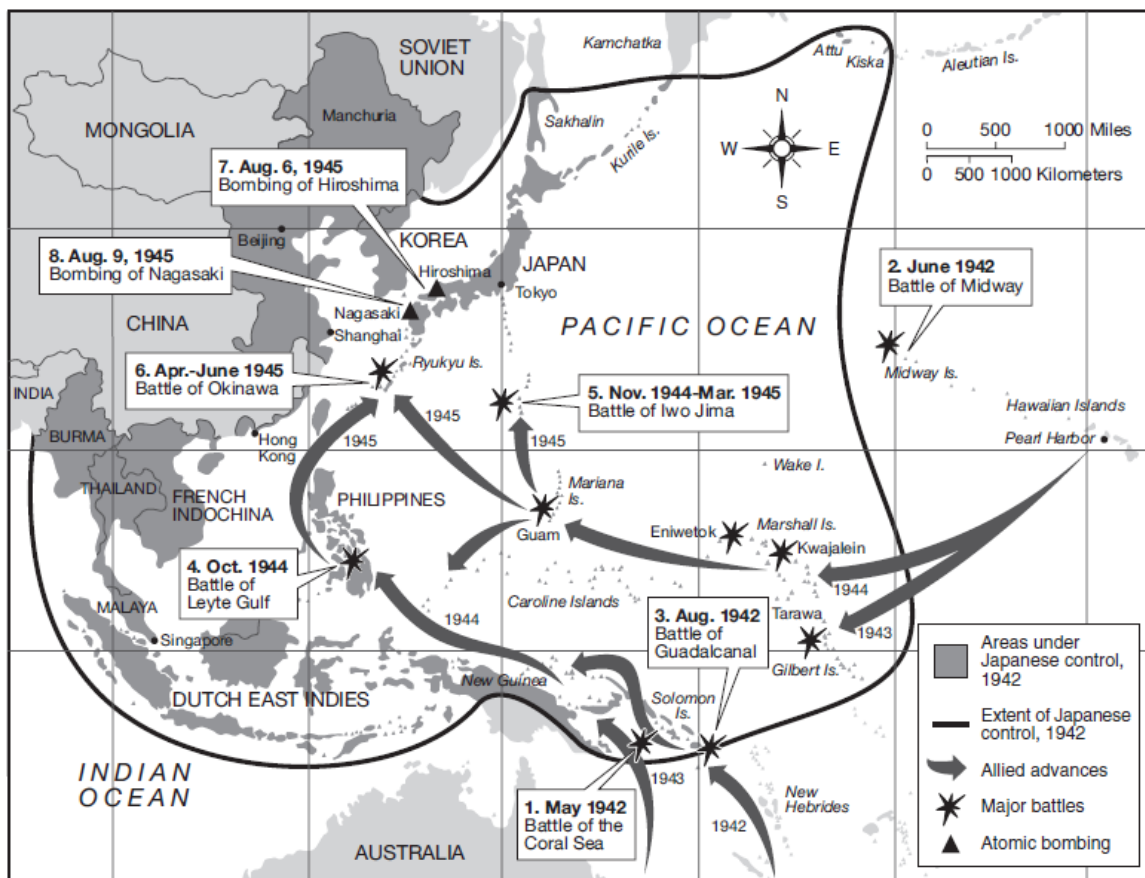 SOVIET
UNION
Kamchatka
Attu
Kiska
Aleutian Is.
MONGOLIA
Manchuria
Sakhalin
Kurile Is.
N
W
E
S
0 500 1000 Miles
0 500 1000 Kilometers
7. Aug. 6, 1945
Bombing of Hiroshima
Beijing
KOREA
8. Aug. 9, 1945
Bombing of Nagasaki
Hiroshima
JAPAN
Tokyo
2. June 1942
Battle of Midway
CHINA
Nagasaki
Shanghai
PACIFIC OCEAN
6. Apr.-June 1945
Battle of Okinawa
Ryukyu Is.
Midway Is.
INDIA
5. Nov. 1944-Mar. 1945
Battle of Iwo Jima
Hawaiian Islands
Pearl Harbor
BURMA
Hong
Kong
1945
1945
1945
Wake I.
THAILAND
FRENCH
INDOCHINA
PHILIPPINES
Mariana
Is.
Guam
Eniwetok
Marshall Is.
Kwajalein
4. Oct. 1944
Battle of
Leyte Gulf
MALAYA
Singapore
1944
Caroline Islands
1944
Tarawa
1943
Gilbert Is.
3. Aug. 1942
Battle of
Guadalcanal
DUTCH EAST INDIES
New Guinea
Solomon
Is.
INDIAN
OCEAN
1943
1942
New
Hebrides
1. May 1942
Battle of the
Coral Sea
AUSTRALIA
Areas under
Japanese control,
1942
Extent of Japanese
control, 1942
Allied advances
Major battles
Atomic bombing